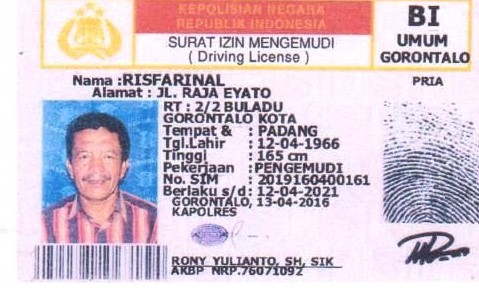 KEPOLISIAN NEGARA
REPUBLIK INDONESIA
SURAT IZIN MENGEMUDI
( Driving License )
BI
UMUM
GORONTALO
PRIA
Nama : RISFARINAL
Alamat : JL. RAJA EYATO
RT : 2/2 BULADU
GORONTALO KOTA
Tempat & : PADANG
Tgl.Lahir : 12-04-1966
Tinggi : 165 cm
Pekerjaan : PENGEMUDI
No. SIM : 2019160400161
Berlaku s/d : 12-04-2021
GORONTALO, 13-04-2016
KAPOLRES
RONY YULIANTO, SH, SIK
AKBP NRP.76071092